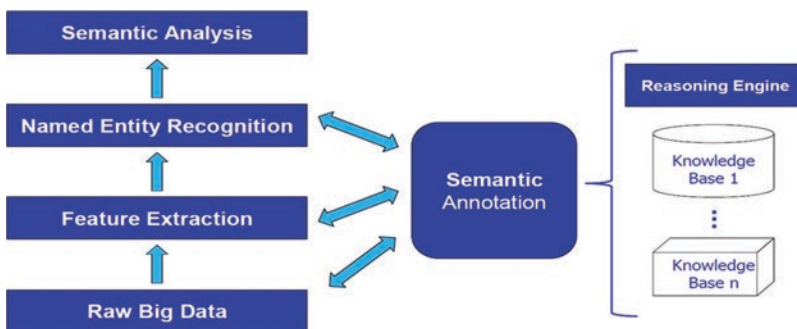 Semantic Analysis
Named Entity Recognition
Feature Extraction
Raw Big Data
Semantic
Annotation
Reasoning Engine
Knowledge
Base 1
Knowledge
Base n